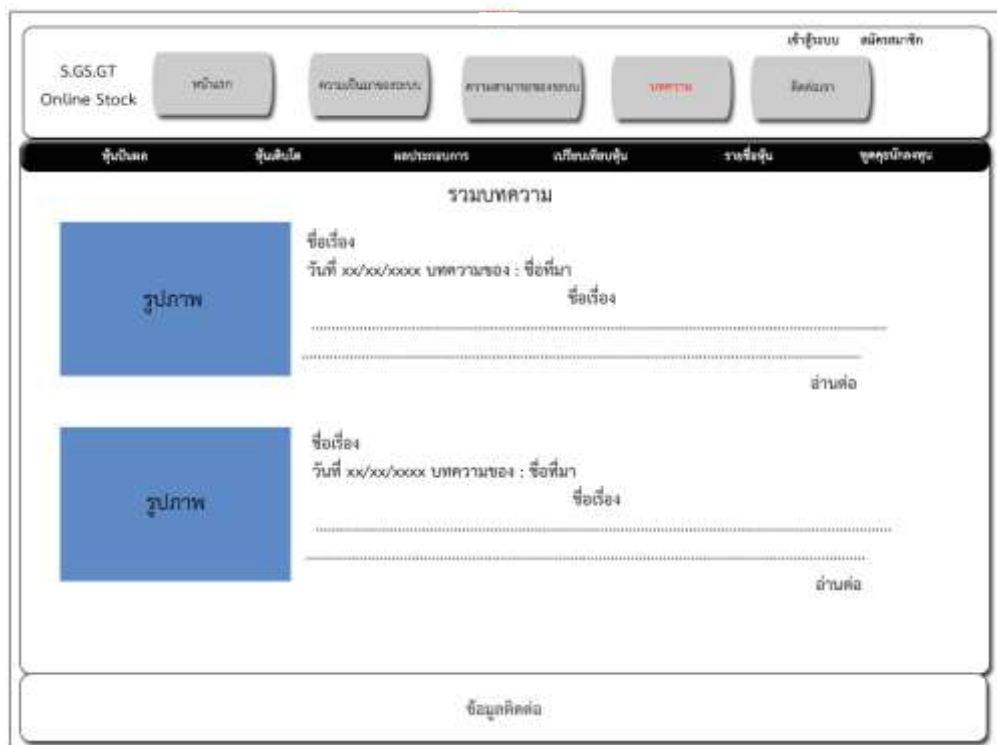 เข้าสู่ระบบ สมัครสมาชิก
S.GS.GT
Online Stock
หน้าแรก ความเป็นมาของระบบ ความสามารถของระบบ บทความ ติดต่อเรา
หุ้นปันผล หุ้นเติบโต ผลประกอบการ เปรียบเทียบหุ้น รายชื่อหุ้น พูดคุยนักลงทุน
รวมบทความ
รูปภาพ
ชื่อเรื่อง
วันที่ xx/xx/xxxx บทความของ : ชื่อที่มา
ชื่อเรื่อง
อ่านต่อ
รูปภาพ
ชื่อเรื่อง
วันที่ xx/xx/xxxx บทความของ : ชื่อที่มา
ชื่อเรื่อง
อ่านต่อ
ข้อมูลติดต่อ